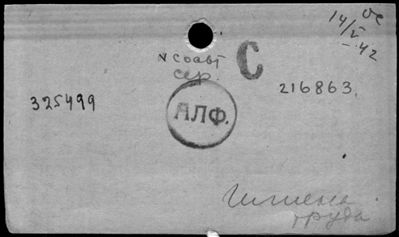 14/V-42
v соавт
сер.
С
325499
216863.
АЛФ.
Гигиена
труда